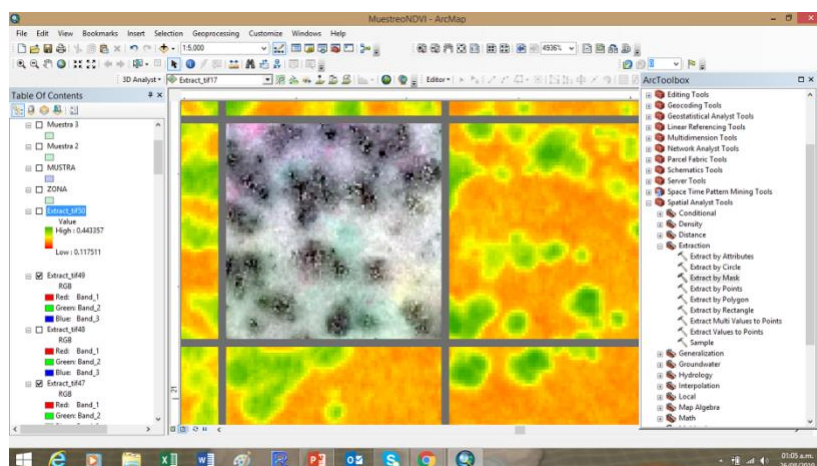 MuestreoNDVI - ArcMap
File Edit View Bookmarks Insert Selection Geoprocessing Customize Windows Help
1:5.000
4936%
3D Analyst
Extract_tif17
Editor
ArcToolbox
Table Of Contents
Muestra 3
Muestra 2
MUSTRA
ZONA
Extract_tif50
Value
High : 0.443357
Low : 0.117511
Extract_tif49
RGB
Red: Band_1
Green: Band_2
Blue: Band_3
Extract_tif48
RGB
Red: Band_1
Green: Band_2
Blue: Band_3
Extract_tif47
RGB
Red: Band_1
Green: Band_2
Editing Tools
Geocoding Tools
Geostatistical Analyst Tools
Linear Referencing Tools
Multidimension Tools
Network Analyst Tools
Parcel Fabric Tools
Schematics Tools
Server Tools
Space Time Pattern Mining Tools
Spatial Analyst Tools
Conditional
Density
Distance
Extraction
Extract by Attributes
Extract by Circle
Extract by Mask
Extract by Points
Extract by Polygon
Extract by Rectangle
Extract Multi Values to Points
Extract Values to Points
Sample
Generalization
Groundwater
Hydrology
Interpolation
Local
Map Algebra
Math
21
01:05 a.m.